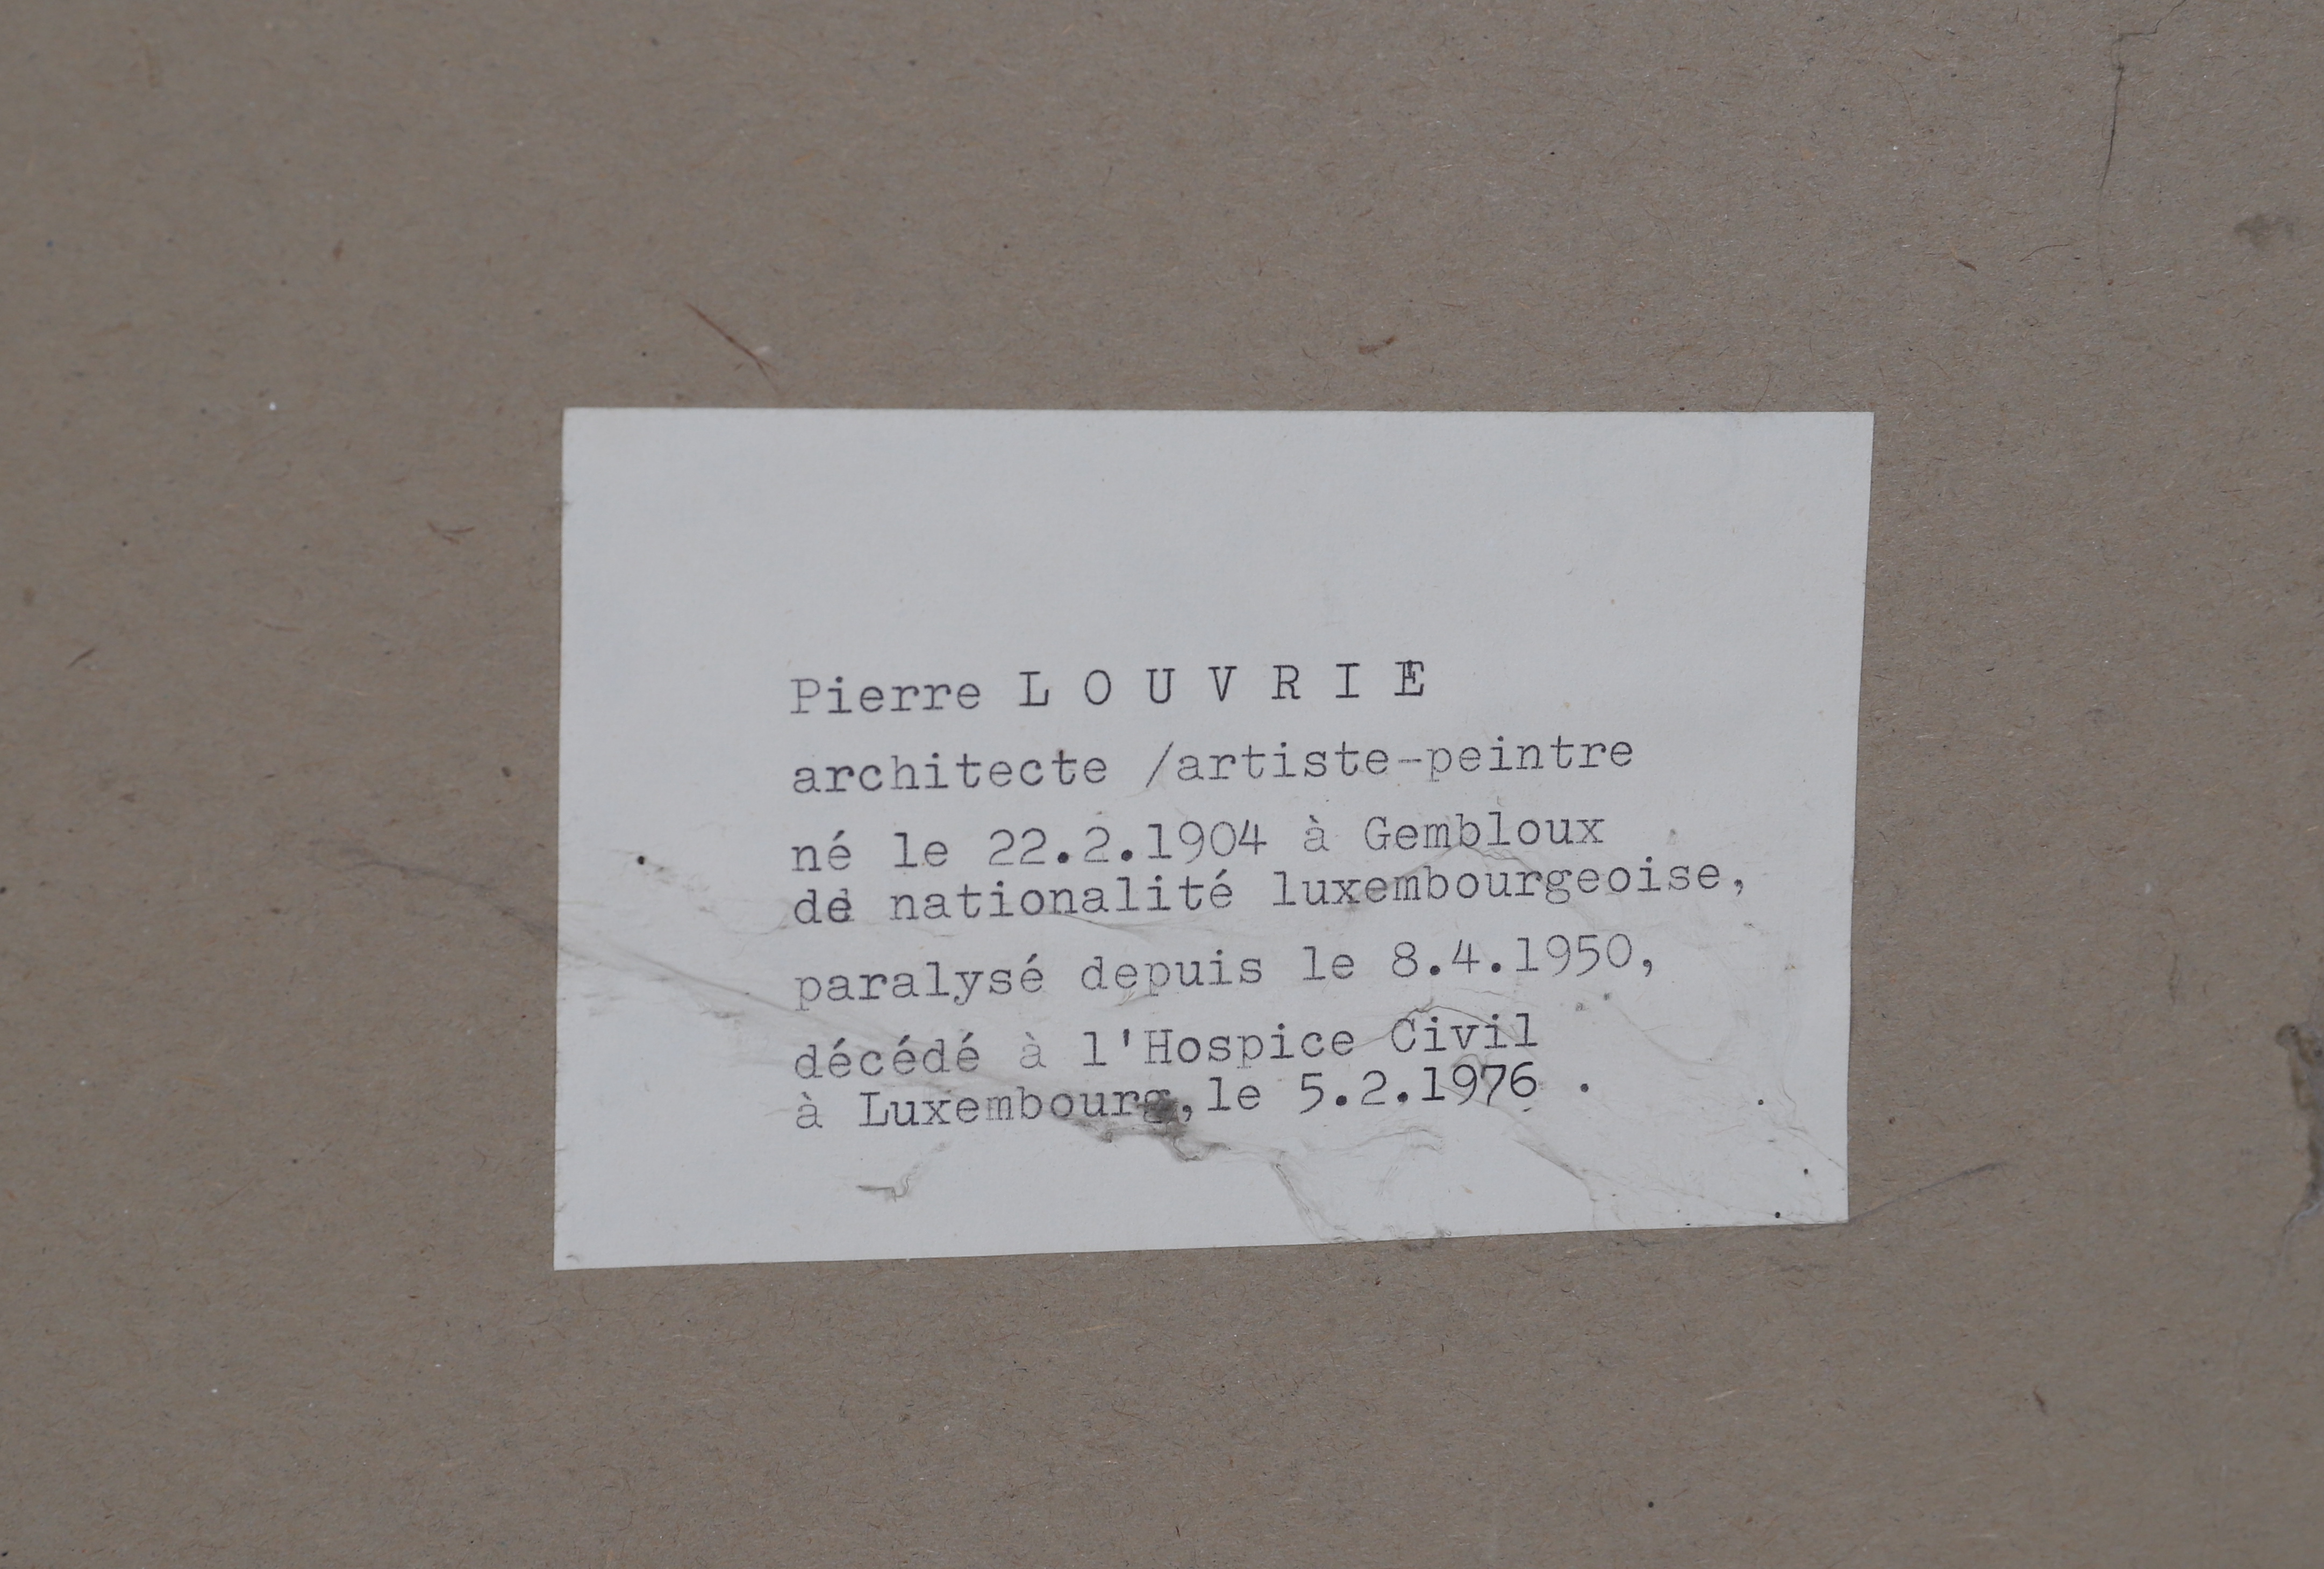 Pierre L O U V R I E
architecte /artiste-peintre
né le 22.2.1904 à Gembloux
de nationalité luxembourgeoise,
paralysé depuis le 8.4.1950,
décédé à l'Hospice Civil
à Luxembourg,le 5.2.1976 .